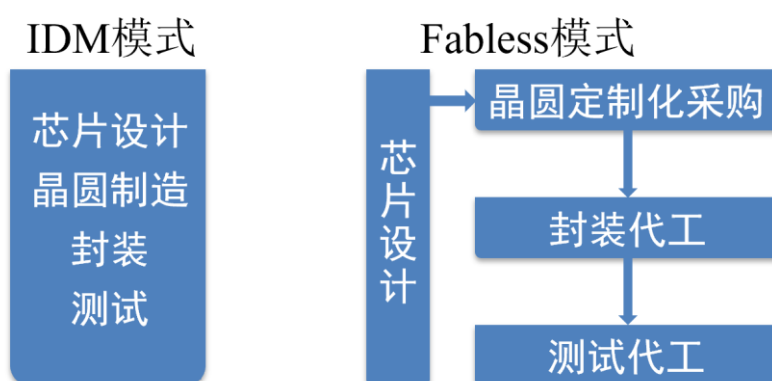 IDM模式
芯片设计
晶圆制造
封装
测试
Fabless模式
芯片设计
晶圆定制化采购
封装代工
测试代工